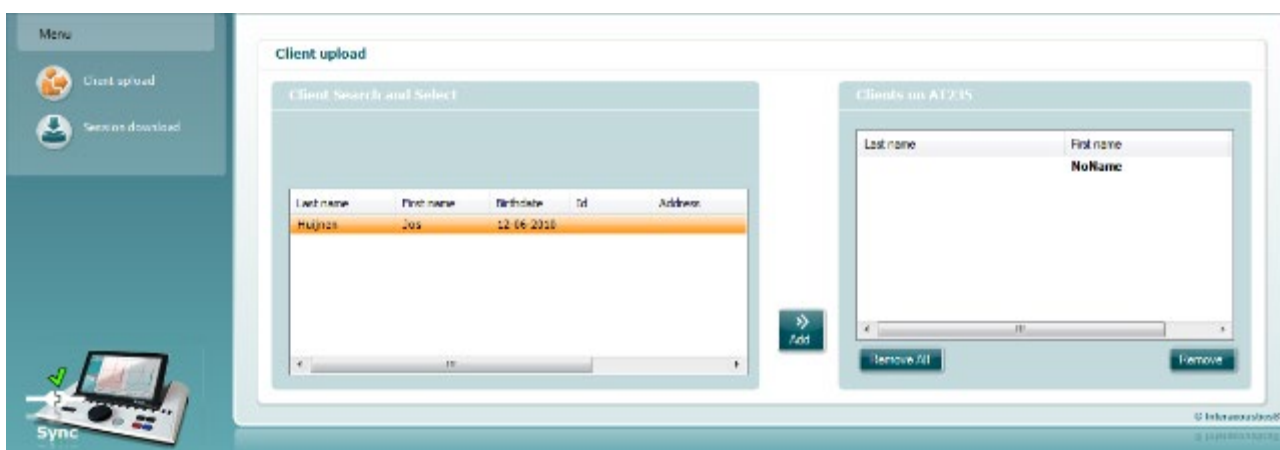 Menu
Client upload
Session download
Sync
Client upload
Client Search and Select
Last name First name Birthdate Id Address
Huijnen Jos 12-06-2010
Add
Clients on AT235
Last name First name
NoName
Remove All Remove
© Interacoustics